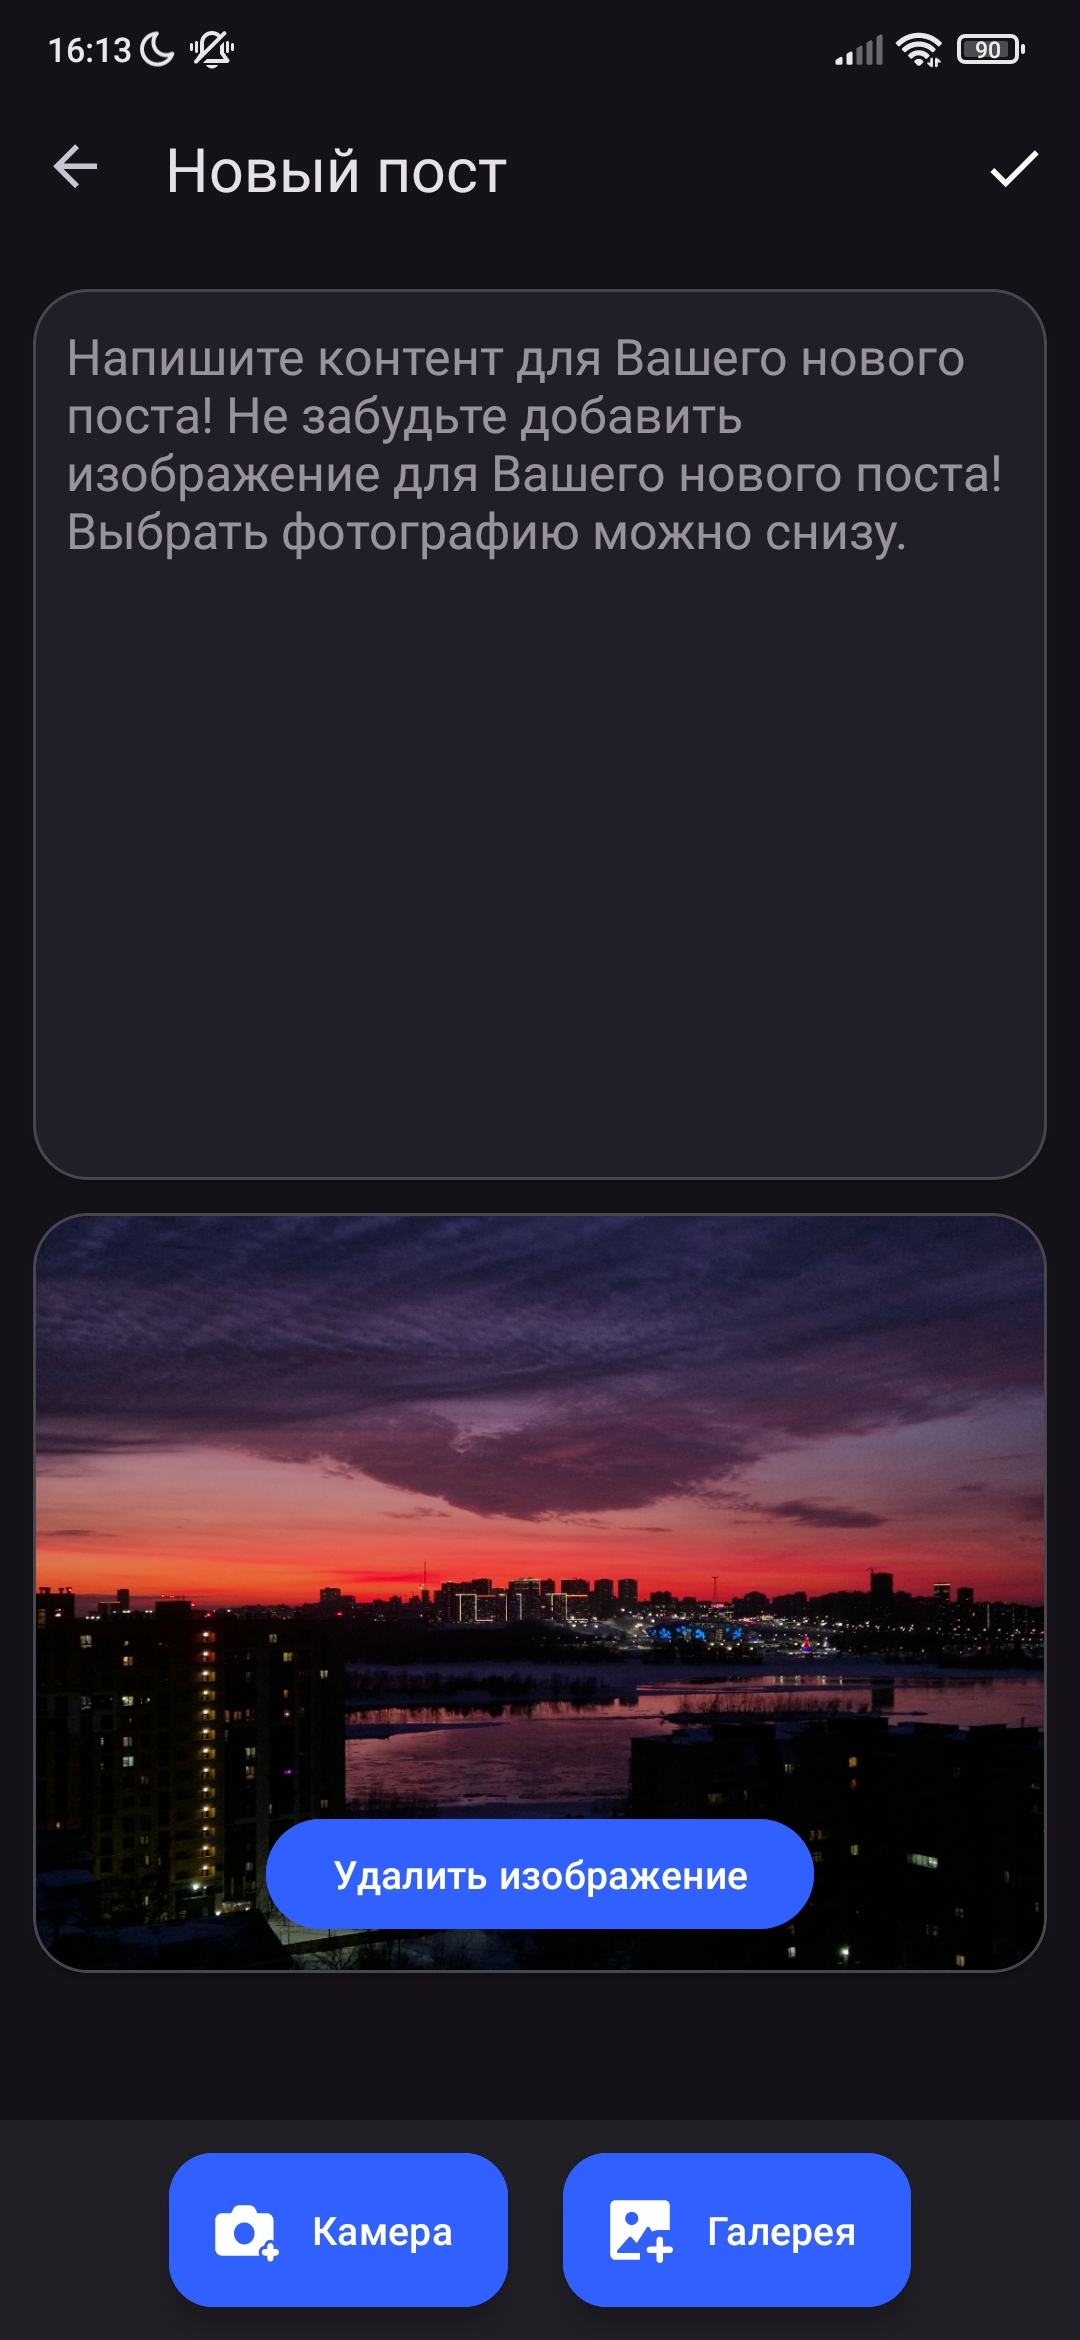 16:13
90
Новый пост
Напишите контент для Вашего нового
поста! Не забудьте добавить
изображение для Вашего нового поста!
Выбрать фотографию можно снизу.
Удалить изображение
Камера
Галерея